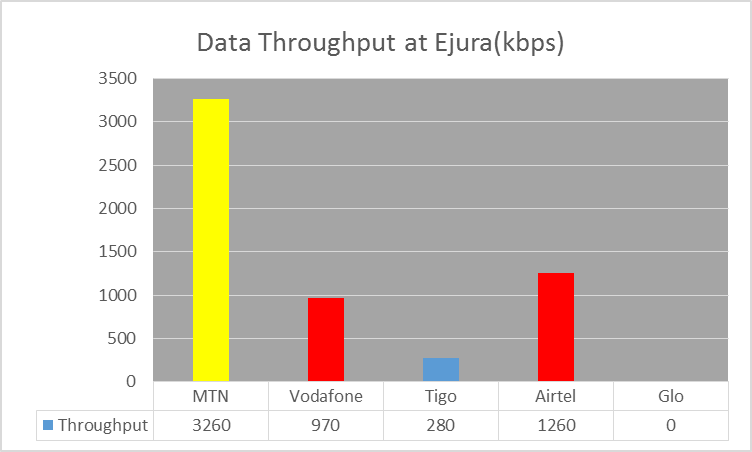 Data Throughput at Ejura(kbps)
3500
3000
2500
2000
1500
1000
500
0
MTN Vodafone Tigo Airtel Glo
Throughput 3260 970 280 1260 0